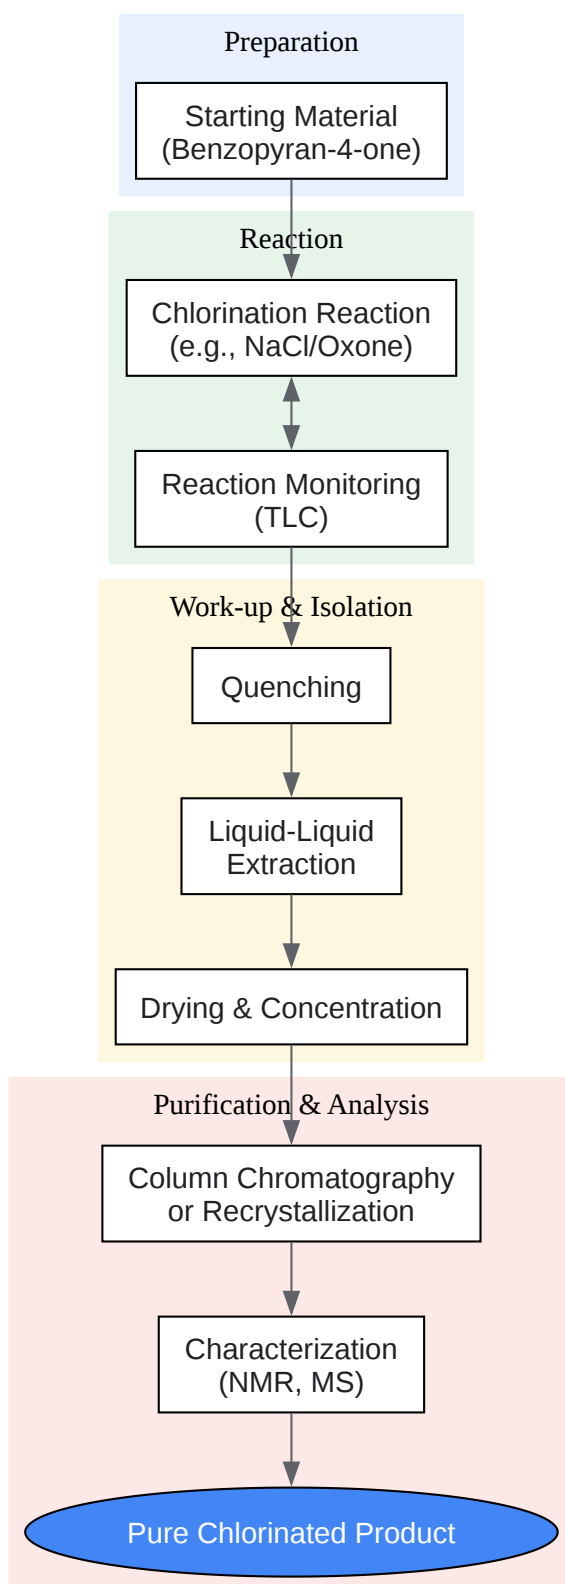 Preparation
Starting Material
(Benzopyran-4-one)
Reaction
Chlorination Reaction
(e.g., NaCl/Oxone)
Reaction Monitoring
(TLC)
Work-up & Isolation
Quenching
Liquid-Liquid
Extraction
Drying & Concentration
Purification & Analysis
Column Chromatography
or Recrystallization
Characterization
(NMR, MS)
Pure Chlorinated Product